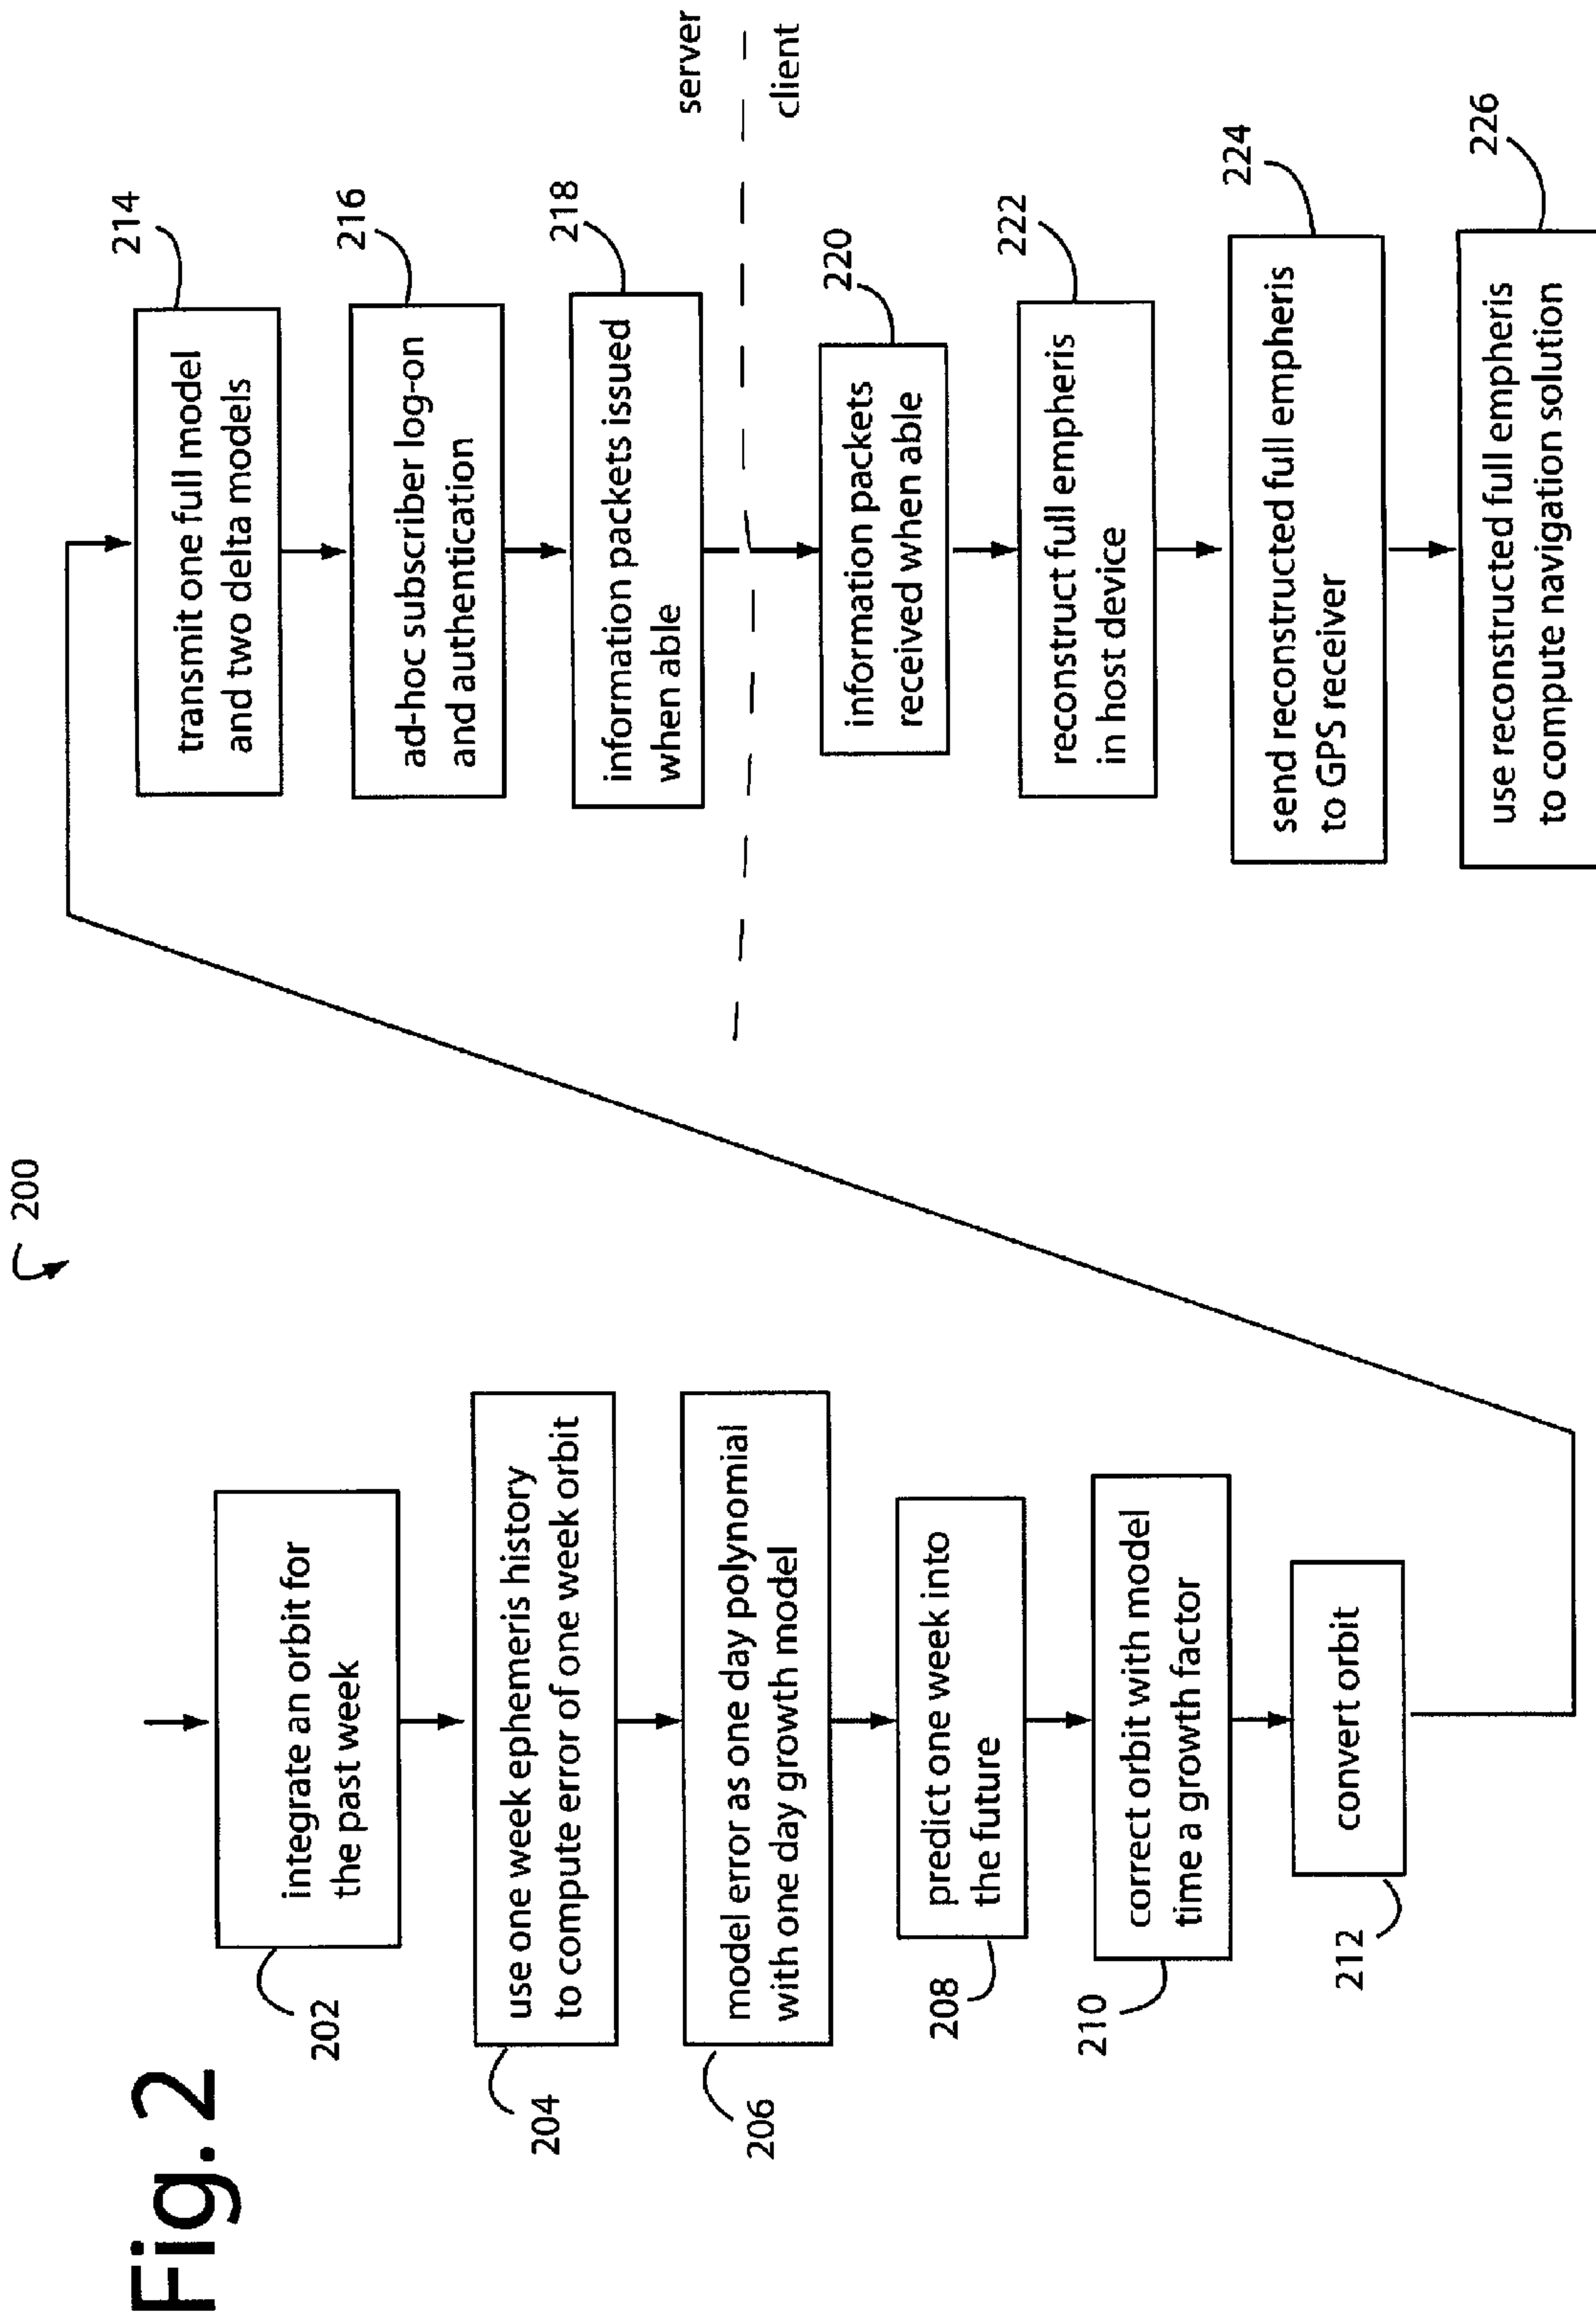 Fig. 2
200
integrate an orbit for
the past week
202
use one week ephemeris history
to compute error of one week orbit
204
model error as one day polynomial
with one day growth model
206
predict one week into
the future
208
correct orbit with model
time a growth factor
210
convert orbit
212
transmit one full model
and two delta models
214
ad-hoc subscriber log-on
and authentication
216
information packets issued
when able
218
server
client
information packets
received when able
220
reconstruct full empheris
in host device
222
send reconstructed full empheris
to GPS receiver
224
use reconstructed full empheris
to compute navigation solution
226